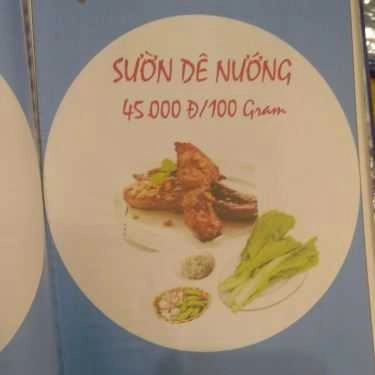 SƯỜN DÊ NƯỚNG
45.000 Đ/100 Gram